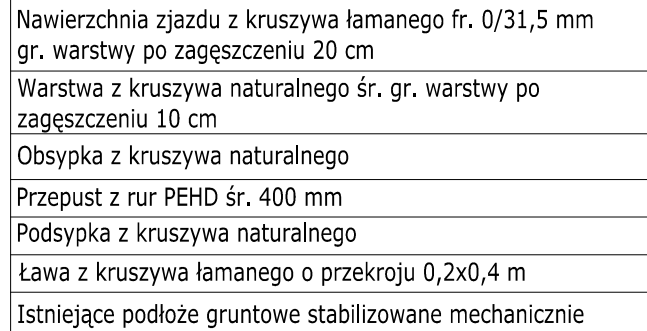 Nawierzchnia zjazdu z kruszywa łamanego fr. 0/31,5 mm
gr. warstwy po zagęszczeniu 20 cm
Warstwa z kruszywa naturalnego śr. gr. warstwy po
zagęszczeniu 10 cm
Obsypka z kruszywa naturalnego
Przepust z rur PEHD śr. 400 mm
Podsypka z kruszywa naturalnego
Ława z kruszywa łamanego o przekroju 0,2x0,4 m
Istniejące podłoże gruntowe stabilizowane mechanicznie